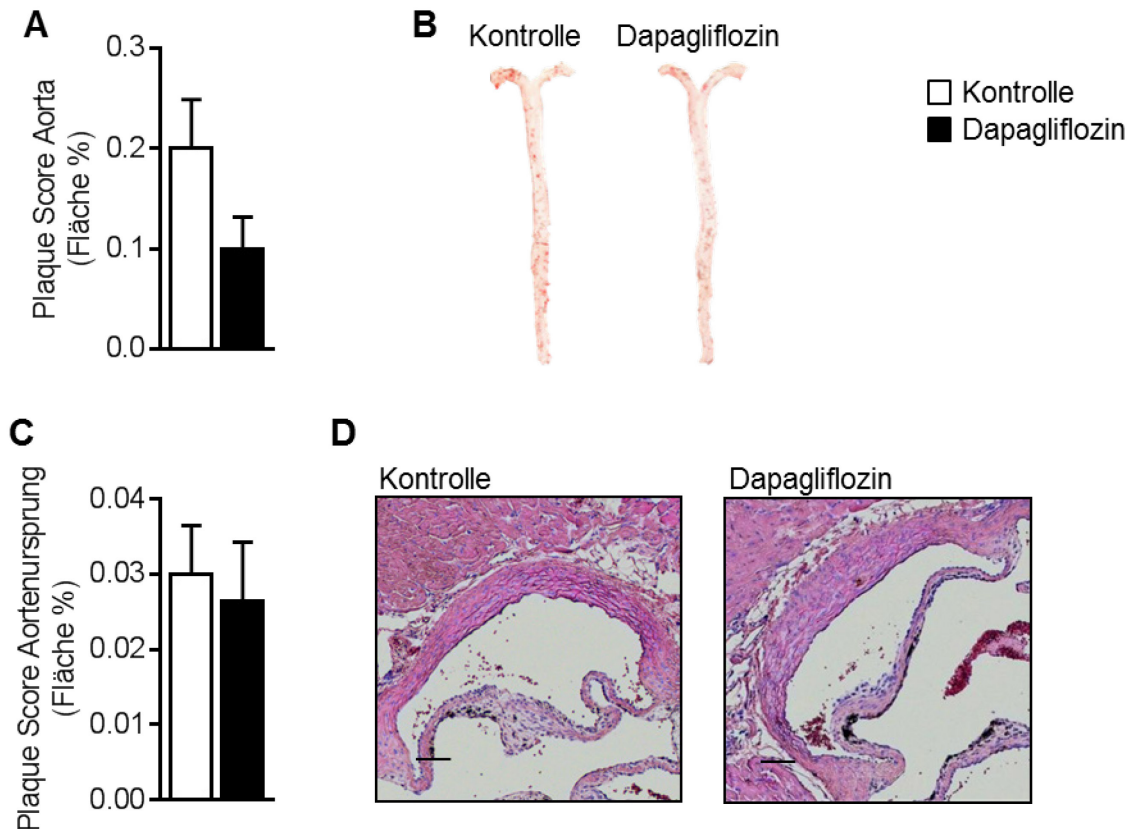 A
Plaque Score Aorta
(Fläche %)
0.3
0.2
0.1
0.0
B
Kontrolle
Dapagliflozin
Kontrolle
Dapagliflozin
C
Plaque Score Aortenursprung
(Fläche %)
0.04
0.03
0.02
0.01
0.00
D
Kontrolle
Dapagliflozin